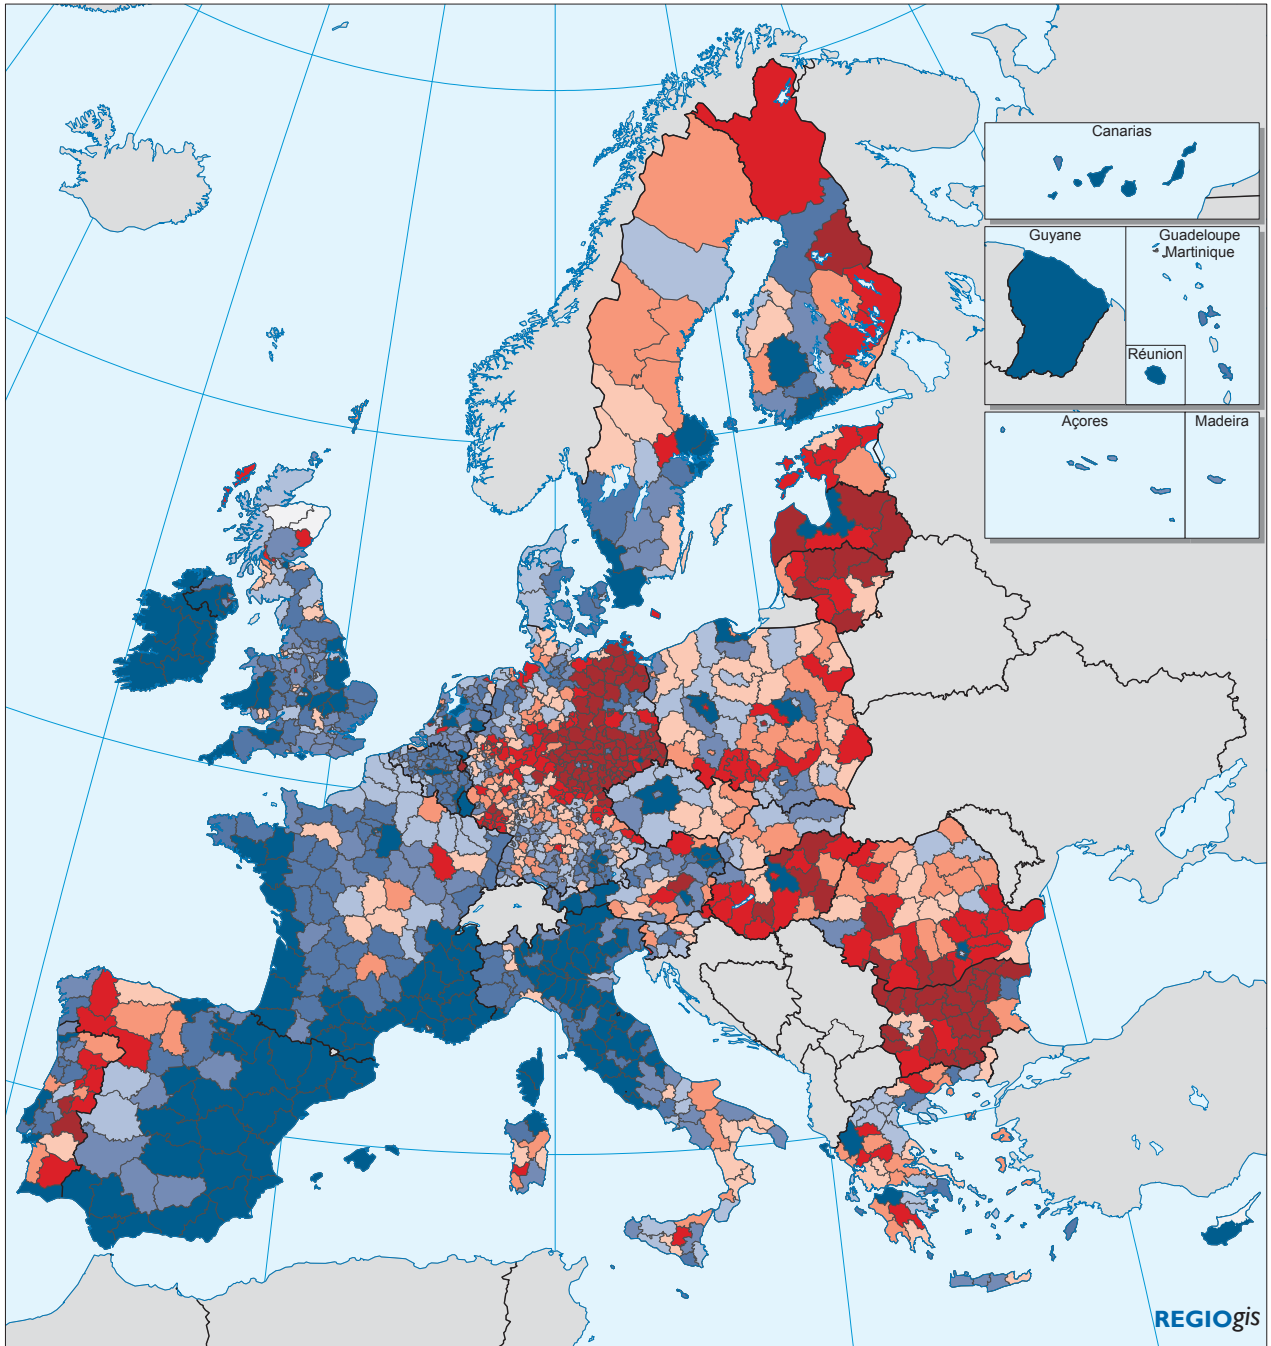 Canarias
Guyane
Guadeloupe
Martinique
Réunion
Açores
Madeira
REGIOgis